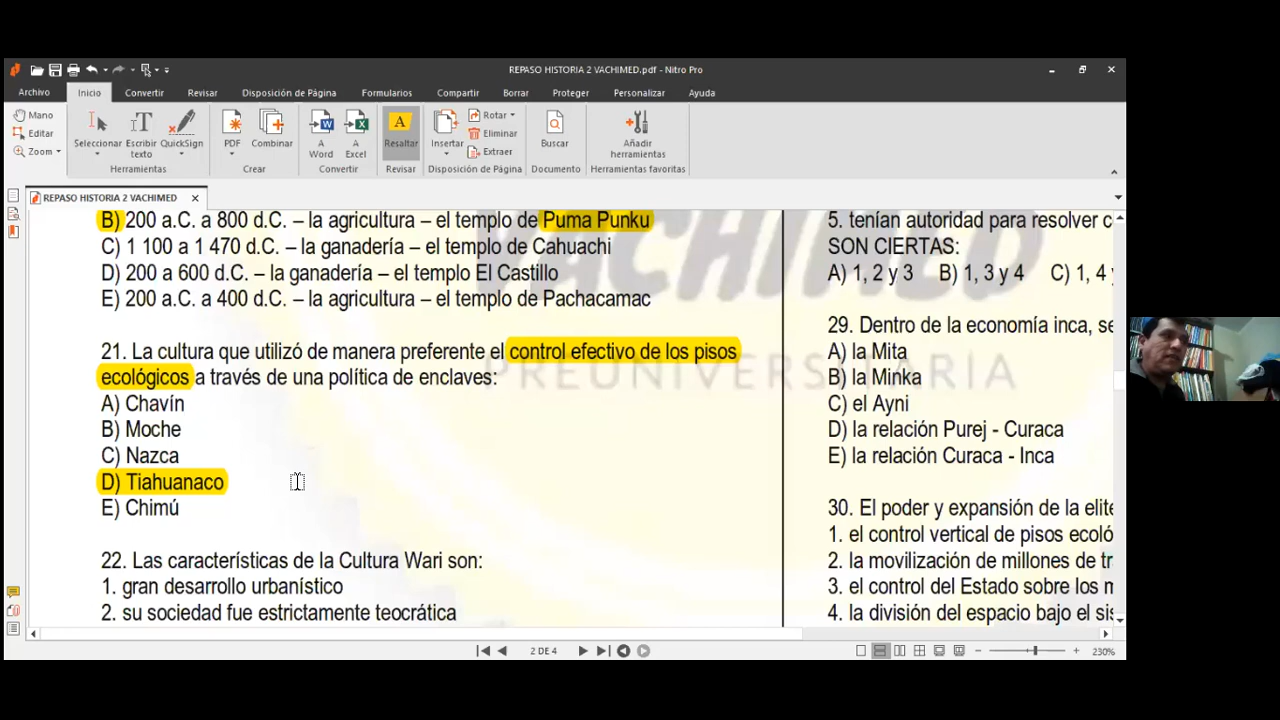 REPASO HISTORIA 2 VACHIMED.pdf - Nitro Pro
Archivo Inicio Convertir Revisar Disposición de Página Formularios Compartir Borrar Proteger Personalizar Ayuda
Mano
Editar
Zoom
Seleccionar
Escribir texto
QuickSign
Herramientas
PDF
Combinar
Crear
A Word
A Excel
Convertir
Resaltar
Revisar
Insertar
Rotar
Eliminar
Extraer
Disposición de Página
Buscar
Documento
Añadir herramientas
Herramientas favoritas
REPASO HISTORIA 2 VACHIMED
VACHIMED
PREUNIVERSITARIA
B) 200 a.C. a 800 d.C. – la agricultura – el templo de Puma Punku
C) 1 100 a 1 470 d.C. – la ganadería – el templo de Cahuachi
D) 200 a 600 d.C. – la ganadería – el templo El Castillo
E) 200 a.C. a 400 d.C. – la agricultura – el templo de Pachacamac
21. La cultura que utilizó de manera preferente el control efectivo de los pisos
ecológicos a través de una política de enclaves:
A) Chavín
B) Moche
C) Nazca
D) Tiahuanaco
E) Chimú
22. Las características de la Cultura Wari son:
1. gran desarrollo urbanístico
2. su sociedad fue estrictamente teocrática
5. tenían autoridad para resolver c
SON CIERTAS:
A) 1, 2 y 3 B) 1, 3 y 4 C) 1, 4 y
29. Dentro de la economía inca, se
A) la Mita
B) la Minka
C) el Ayni
D) la relación Purej - Curaca
E) la relación Curaca - Inca
30. El poder y expansión de la elite
1. el control vertical de pisos ecoló
2. la movilización de millones de tr
3. el control del Estado sobre los m
4. la división del espacio bajo el sis
2 DE 4
230%